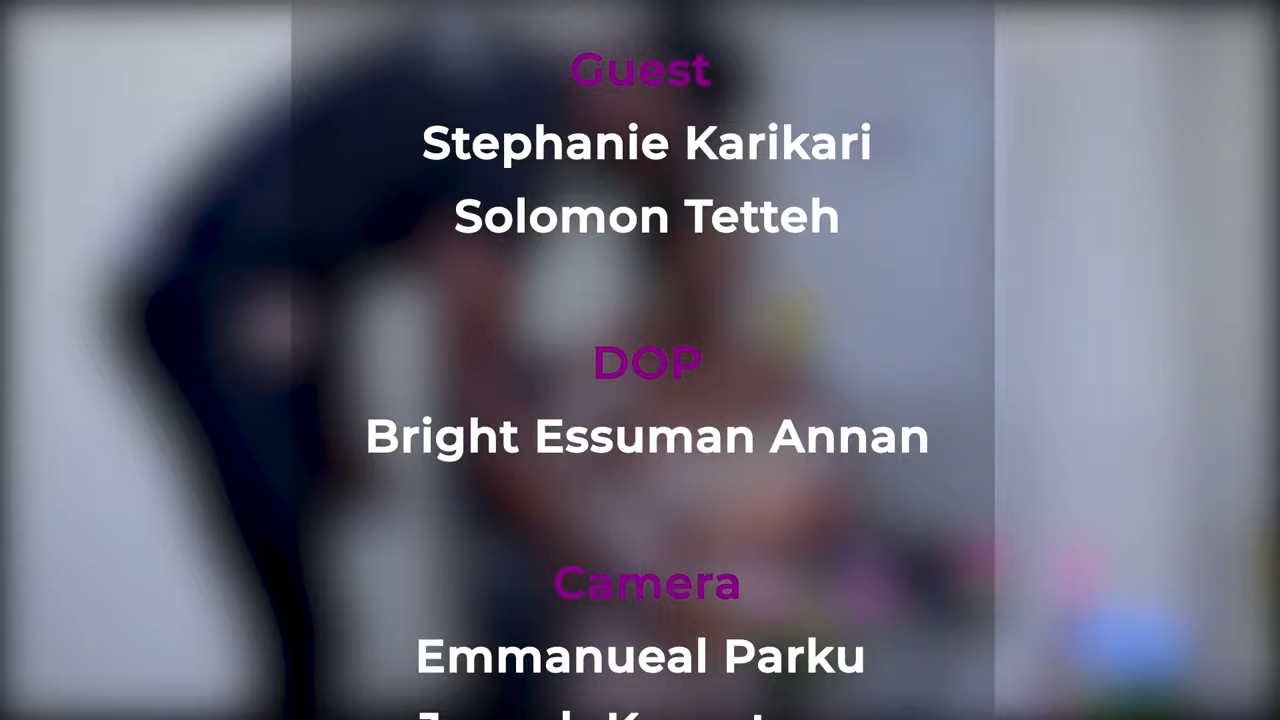 Guest
Stephanie Karikari
Solomon Tetteh
DOP
Bright Essuman Annan
Camera
Emmanueal Parku